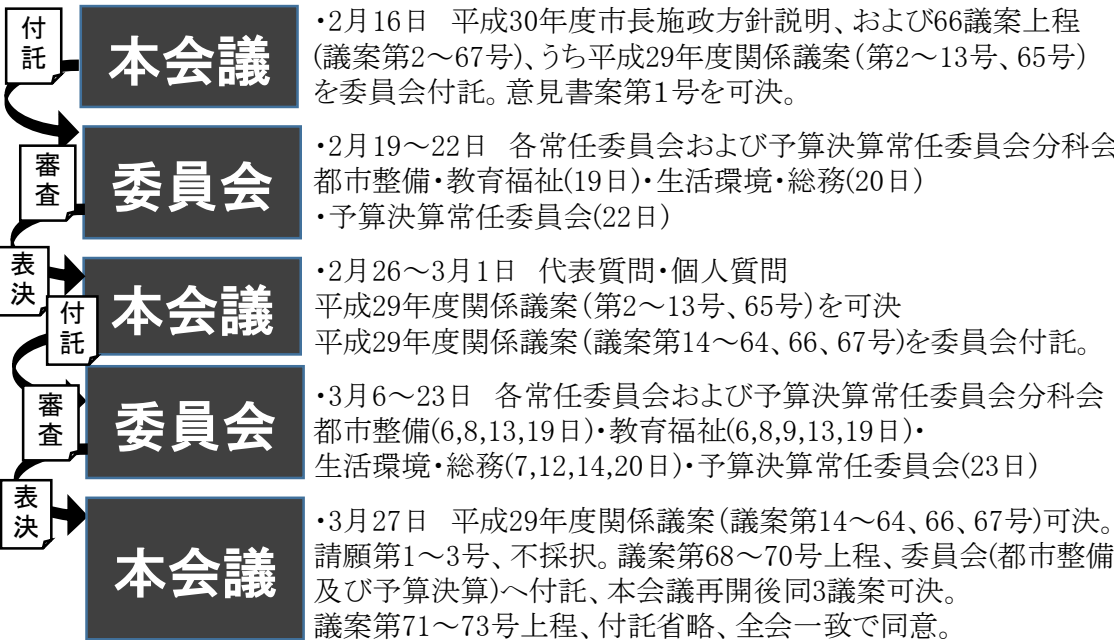 付託
本会議
・2月16日 平成30年度市長施政方針説明、および66議案上程
(議案第2～67号)、うち平成29年度関係議案(第2～13号、65号)
を委員会付託。意見書案第1号を可決。
審査
委員会
・2月19～22日 各常任委員会および予算決算常任委員会分科会
都市整備・教育福祉(19日)・生活環境・総務(20日)
・予算決算常任委員会(22日)
表決
付託
本会議
・2月26～3月1日 代表質問・個人質問
平成29年度関係議案(第2～13号、65号)を可決
平成29年度関係議案(議案第14～64、66、67号)を委員会付託。
審査
委員会
・3月6～23日 各常任委員会および予算決算常任委員会分科会
都市整備(6,8,13,19日)・教育福祉(6,8,9,13,19日)・
生活環境・総務(7,12,14,20日)・予算決算常任委員会(23日)
表決
本会議
・3月27日 平成29年度関係議案(議案第14～64、66、67号)可決。
請願第1～3号、不採択。議案第68～70号上程、委員会(都市整備
及び予算決算)へ付託、本会議再開後同3議案可決。
議案第71～73号上程、付託省略、全会一致で同意。